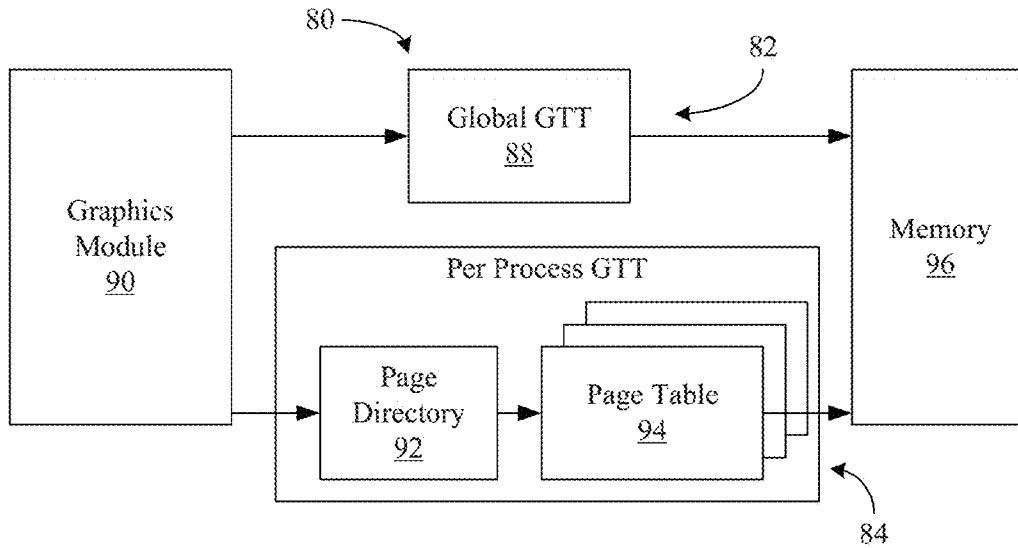 80
82
Global GTT
88
Graphics
Module
90
Memory
96
Per Process GTT
Page
Directory
92
Page Table
94
84